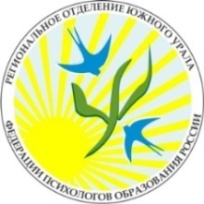 РЕГИОНАЛЬНОЕ ОТДЕЛЕНИЕ ЮЖНОГО УРАЛА
ФЕДЕРАЦИИ ПСИХОЛОГОВ ОБРАЗОВАНИЯ РОССИИ